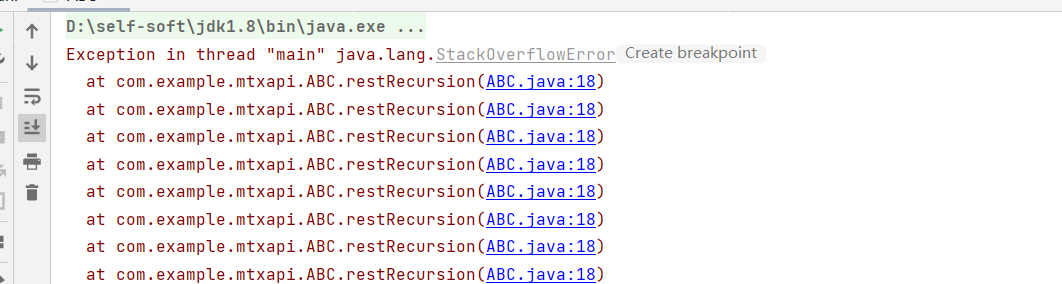 D:\self-soft\jdk1.8\bin\java.exe ...
Exception in thread "main" java.lang.StackOverflowError Create breakpoint
at com.example.mtxapi.ABC.restRecursion(ABC.java:18)
at com.example.mtxapi.ABC.restRecursion(ABC.java:18)
at com.example.mtxapi.ABC.restRecursion(ABC.java:18)
at com.example.mtxapi.ABC.restRecursion(ABC.java:18)
at com.example.mtxapi.ABC.restRecursion(ABC.java:18)
at com.example.mtxapi.ABC.restRecursion(ABC.java:18)
at com.example.mtxapi.ABC.restRecursion(ABC.java:18)
at com.example.mtxapi.ABC.restRecursion(ABC.java:18)